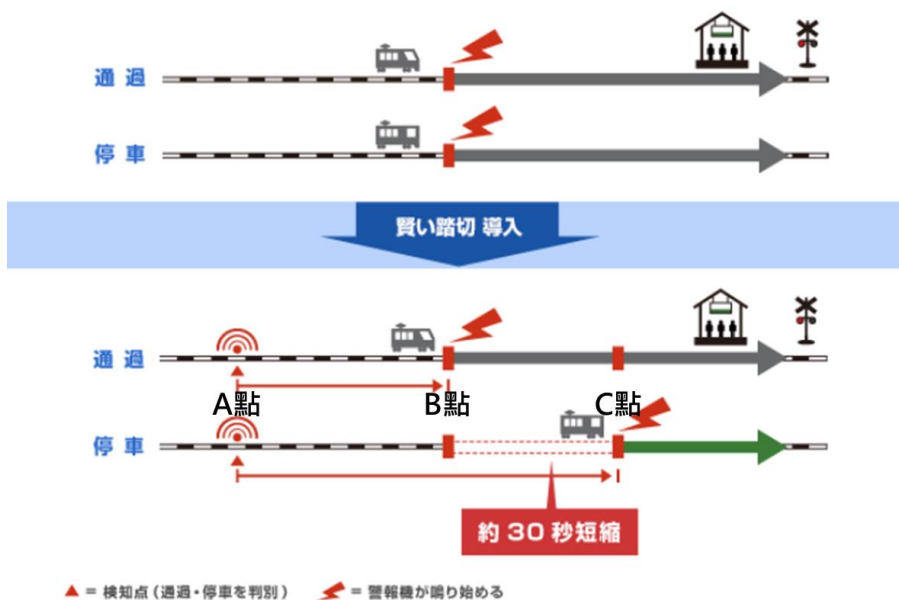 通過
停車
賢い踏切 導入
通過
A點 B點 C點
停車
約30秒短縮
▲ = 検知点(通過・停車を判別) = 警報機が鳴り始める